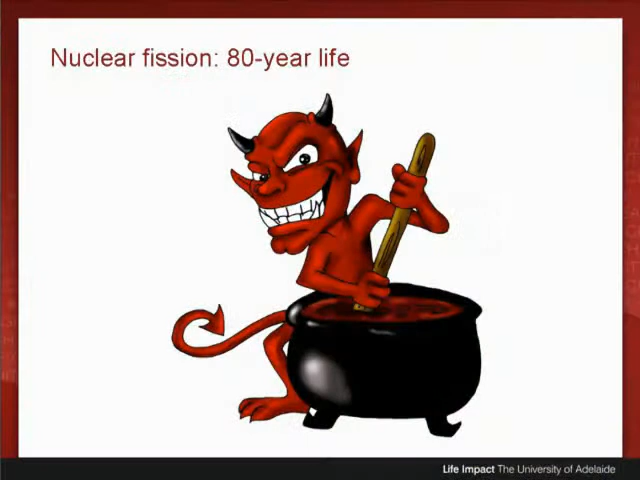 Nuclear fission: 80-year life
Life Impact The University of Adelaide